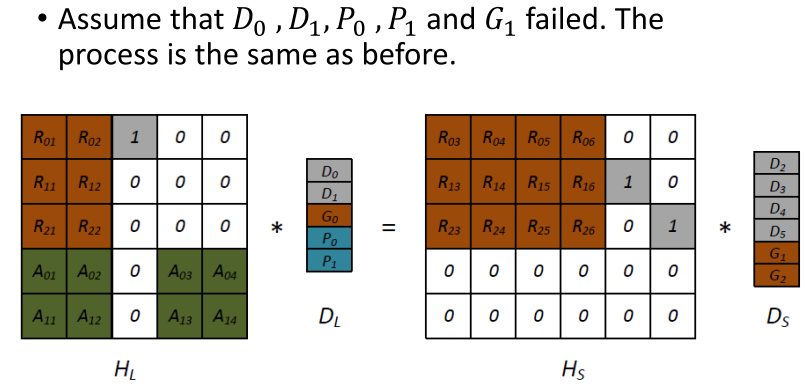 • Assume that D₀ , D₁, P₀ , P₁ and G₁ failed. The
process is the same as before.
R₀₁ R₀₂ 1 0 0
R₁₁ R₁₂ 0 0 0
R₂₁ R₂₂ 0 0 0
A₀₁ A₀₂ 0 A₀₃ A₀₄
A₁₁ A₁₂ 0 A₁₃ A₁₄
H_L
*
D₀
D₁
G₀
P₀
P₁
D_L
=
R₀₃ R₀₄ R₀₅ R₀₆ 0 0
R₁₃ R₁₄ R₁₅ R₁₆ 1 0
R₂₃ R₂₄ R₂₅ R₂₆ 0 1
0 0 0 0 0 0
0 0 0 0 0 0
H_S
*
D₂
D₃
D₄
D₅
G₁
G₂
D_S